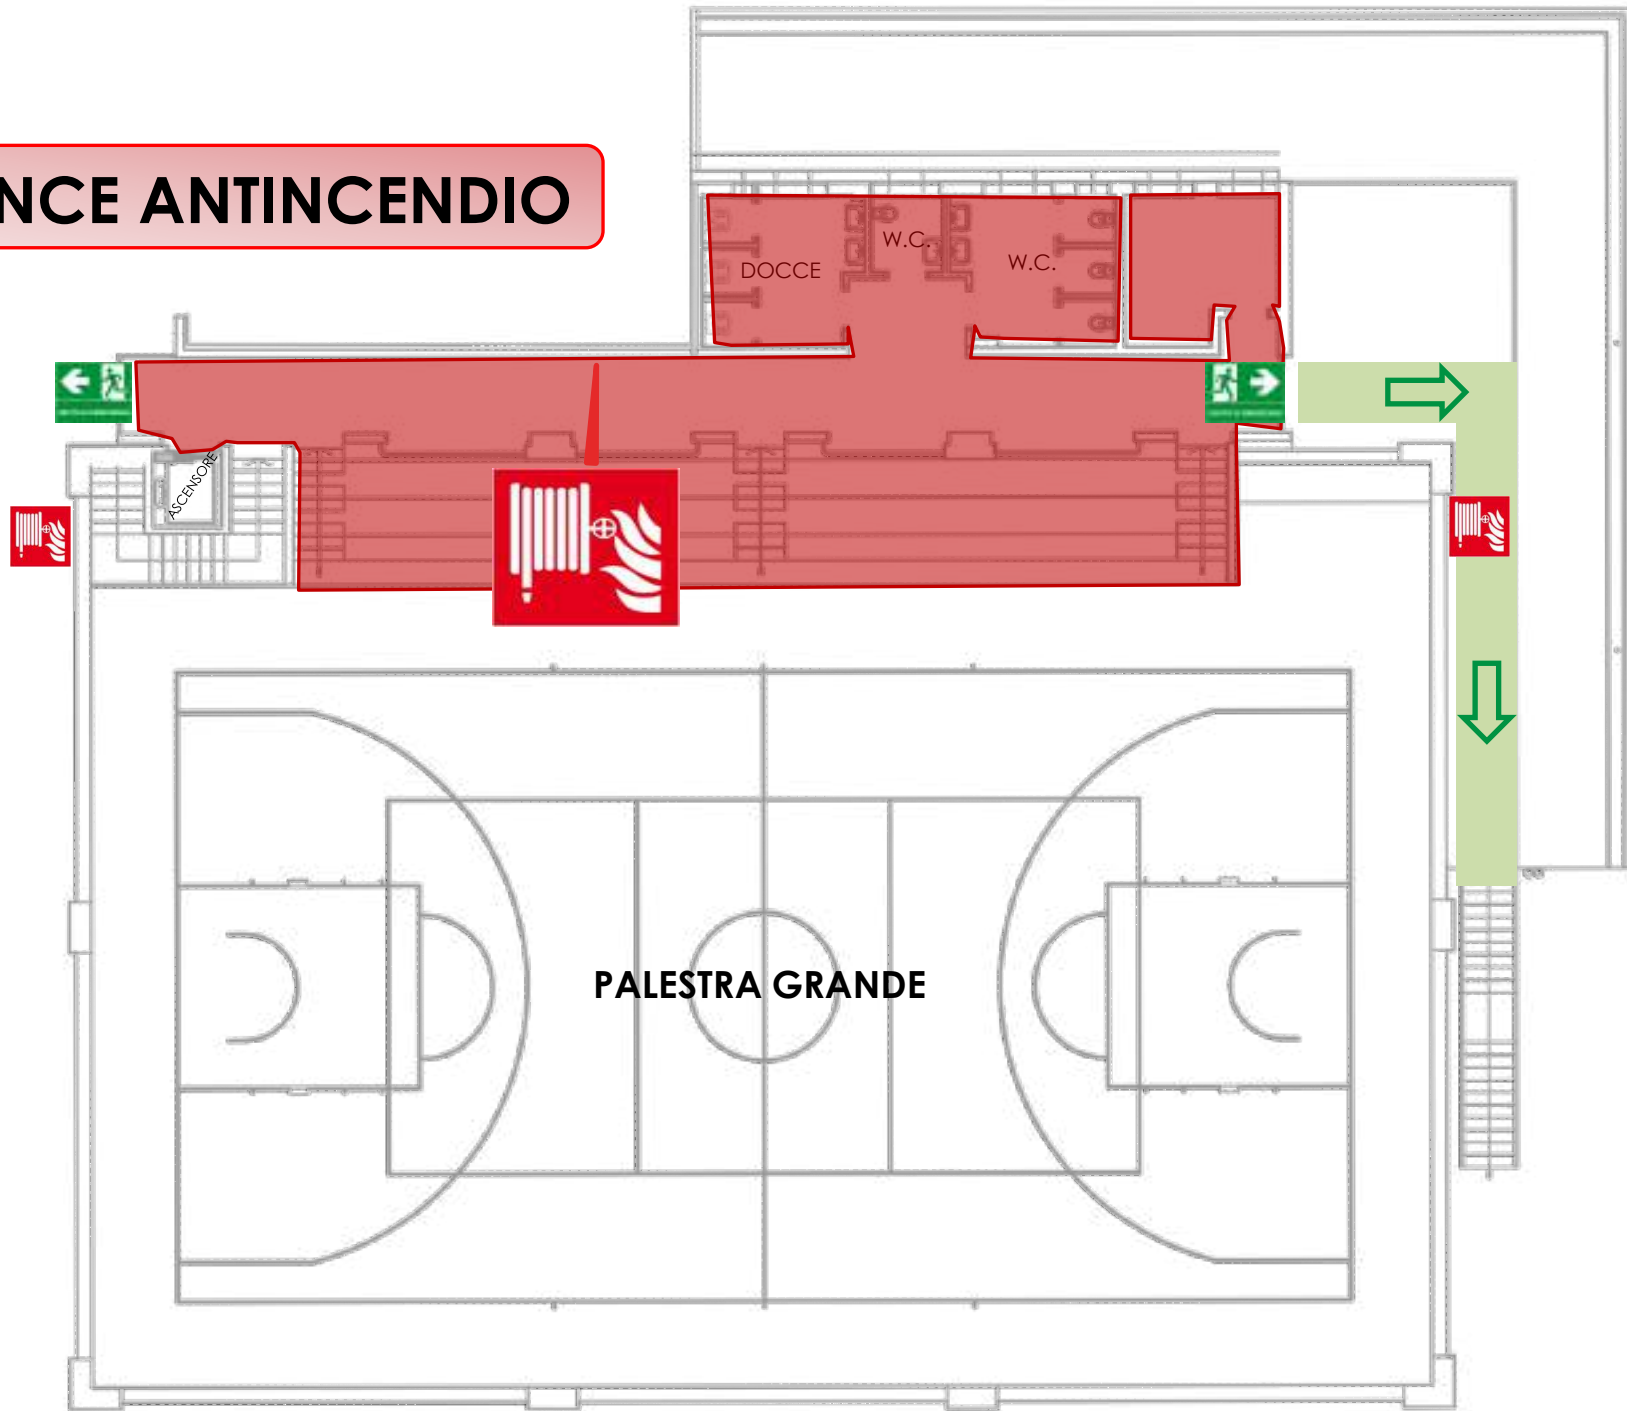 NCE ANTINCENDIO
W.C.
W.C.
DOCCE
ASCENSORE
PALESTRA GRANDE